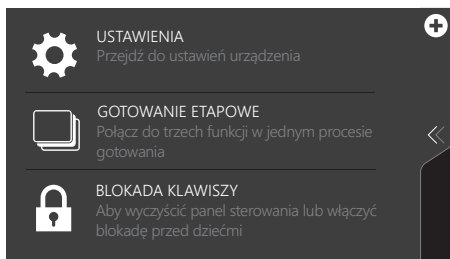 USTAWIENIA
Przejdź do ustawień urządzenia
GOTOWANIE ETAPOWE
Połącz do trzech funkcji w jednym procesie
gotowania
BLOKADA KLAWISZY
Aby wyczyścić panel sterowania lub włączyć
blokadę przed dziećmi